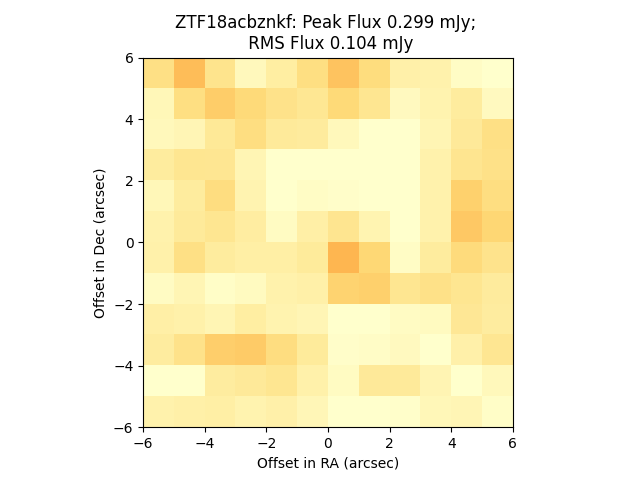 ZTF18acbznkf: Peak Flux 0.299 mJy;
RMS Flux 0.104 mJy
6
4
2
0
−2
−4
−6
Offset in Dec (arcsec)
−6 −4 −2 0 2 4 6
Offset in RA (arcsec)